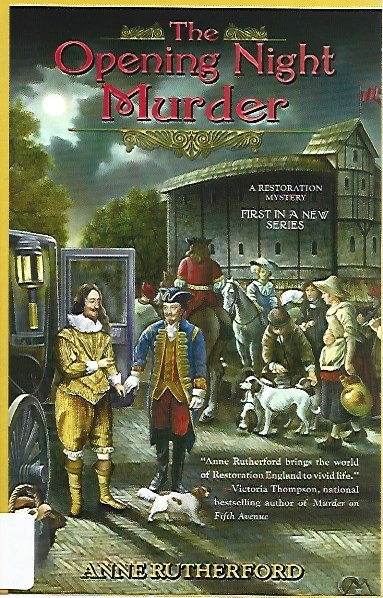 The
Opening Night
Murder
A RESTORATION
MYSTERY
FIRST IN A NEW
SERIES
"Anne Rutherford brings the world
of Restoration England to vivid life."
Victoria Thompson, national
bestselling author of Murder on
Fifth Avenue
ANNE RUTHERFORD